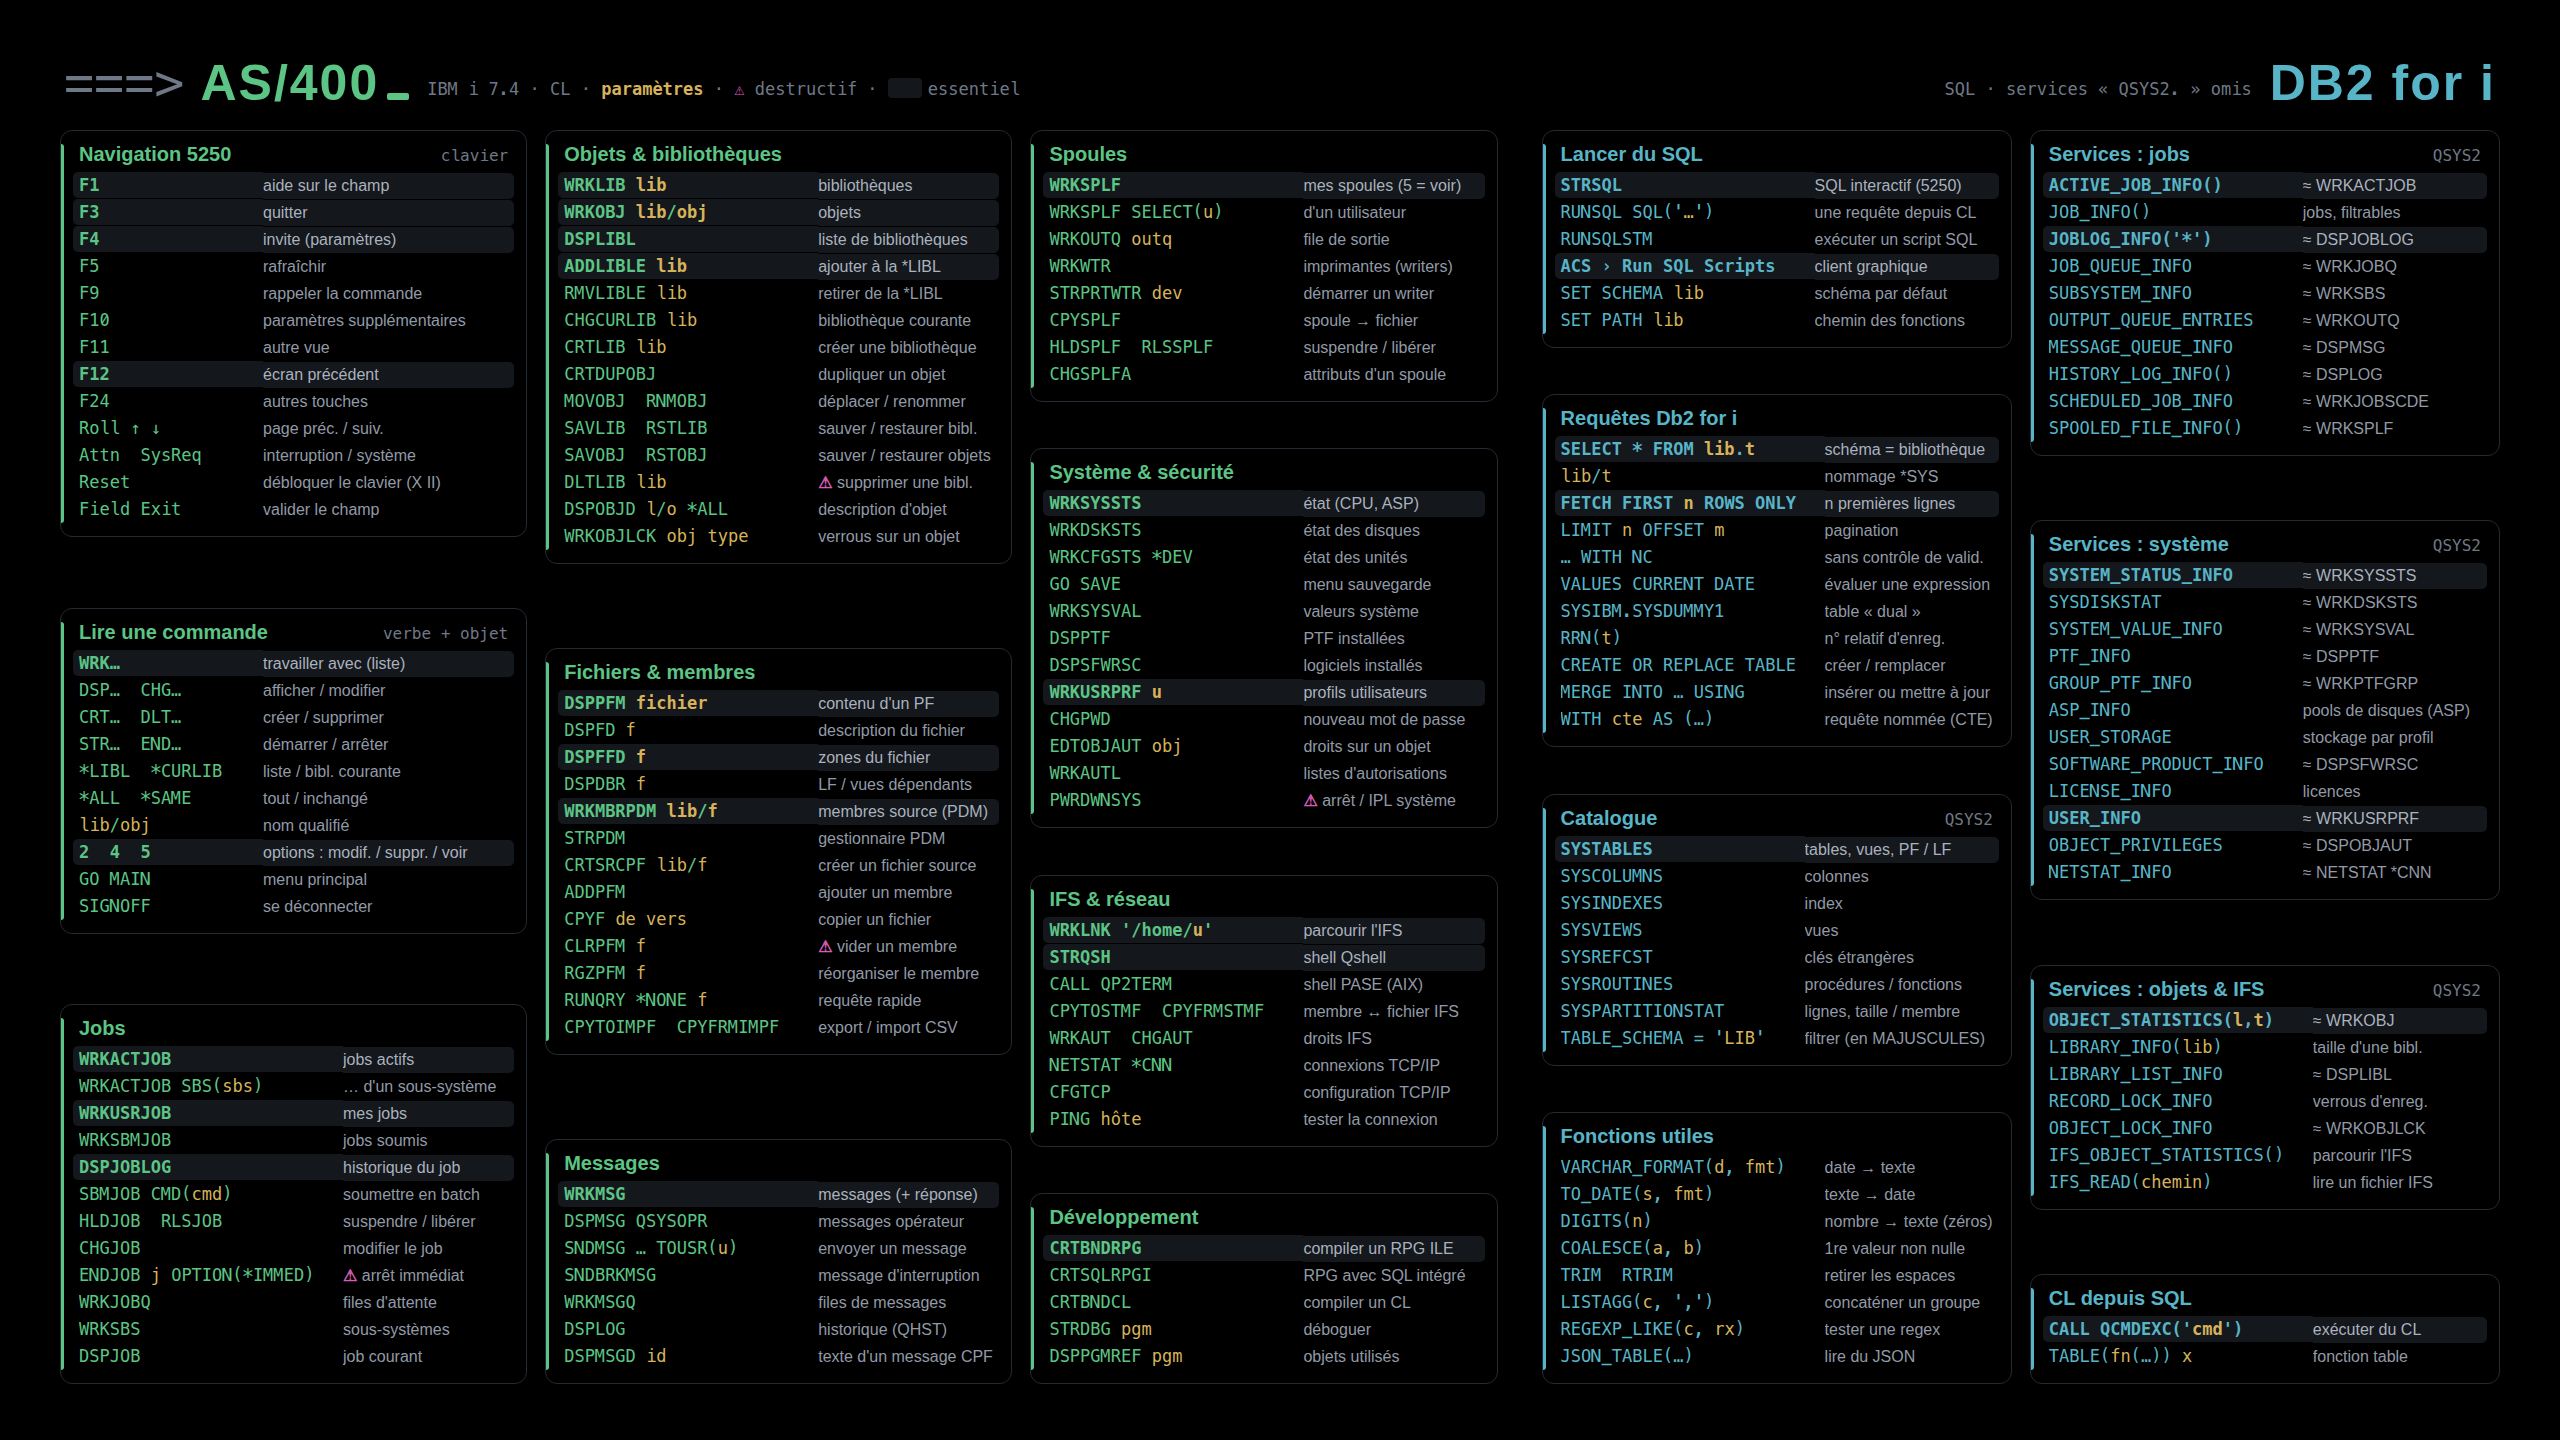 ===> AS/400_ IBM i 7.4 · CL · paramètres · ⚠ destructif · essentiel
SQL · services « QSYS2. » omis DB2 for i
Navigation 5250 clavier
F1 aide sur le champ
F3 quitter
F4 invite (paramètres)
F5 rafraîchir
F9 rappeler la commande
F10 paramètres supplémentaires
F11 autre vue
F12 écran précédent
F24 autres touches
Roll ↑ ↓ page préc. / suiv.
Attn SysReq interruption / système
Reset débloquer le clavier (X II)
Field Exit valider le champ
Lire une commande verbe + objet
WRK… travailler avec (liste)
DSP… CHG… afficher / modifier
CRT… DLT… créer / supprimer
STR… END… démarrer / arrêter
*LIBL *CURLIB liste / bibl. courante
*ALL *SAME tout / inchangé
lib/obj nom qualifié
2 4 5 options : modif. / suppr. / voir
GO MAIN menu principal
SIGNOFF se déconnecter
Jobs
WRKACTJOB jobs actifs
WRKACTJOB SBS(sbs) … d'un sous-système
WRKUSRJOB mes jobs
WRKSBMJOB jobs soumis
DSPJOBLOG historique du job
SBMJOB CMD(cmd) soumettre en batch
HLDJOB RLSJOB suspendre / libérer
CHGJOB modifier le job
ENDJOB j OPTION(*IMMED) ⚠ arrêt immédiat
WRKJOBQ files d'attente
WRKSBS sous-systèmes
DSPJOB job courant
Objets & bibliothèques
WRKLIB lib bibliothèques
WRKOBJ lib/obj objets
DSPLIBL liste de bibliothèques
ADDLIBLE lib ajouter à la *LIBL
RMVLIBLE lib retirer de la *LIBL
CHGCURLIB lib bibliothèque courante
CRTLIB lib créer une bibliothèque
CRTDUPOBJ dupliquer un objet
MOVOBJ RNMOBJ déplacer / renommer
SAVLIB RSTLIB sauver / restaurer bibl.
SAVOBJ RSTOBJ sauver / restaurer objets
DLTLIB lib ⚠ supprimer une bibl.
DSPOBJD l/o *ALL description d'objet
WRKOBJLCK obj type verrous sur un objet
Fichiers & membres
DSPPFM fichier contenu d'un PF
DSPFD f description du fichier
DSPFFD f zones du fichier
DSPDBR f LF / vues dépendants
WRKMBRPDM lib/f membres source (PDM)
STRPDM gestionnaire PDM
CRTSRCPF lib/f créer un fichier source
ADDPFM ajouter un membre
CPYF de vers copier un fichier
CLRPFM f ⚠ vider un membre
RGZPFM f réorganiser le membre
RUNQRY *NONE f requête rapide
CPYTOIMPF CPYFRMIMPF export / import CSV
Messages
WRKMSG messages (+ réponse)
DSPMSG QSYSOPR messages opérateur
SNDMSG … TOUSR(u) envoyer un message
SNDBRKMSG message d'interruption
WRKMSGQ files de messages
DSPLOG historique (QHST)
DSPMSGD id texte d'un message CPF
Spoules
WRKSPLF mes spoules (5 = voir)
WRKSPLF SELECT(u) d'un utilisateur
WRKOUTQ outq file de sortie
WRKWTR imprimantes (writers)
STRPRTWTR dev démarrer un writer
CPYSPLF spoule → fichier
HLDSPLF RLSSPLF suspendre / libérer
CHGSPLFA attributs d'un spoule
Système & sécurité
WRKSYSSTS état (CPU, ASP)
WRKDSKSTS état des disques
WRKCFGSTS *DEV état des unités
GO SAVE menu sauvegarde
WRKSYSVAL valeurs système
DSPPTF PTF installées
DSPSFWRSC logiciels installés
WRKUSRPRF u profils utilisateurs
CHGPWD nouveau mot de passe
EDTOBJAUT obj droits sur un objet
WRKAUTL listes d'autorisations
PWRDWNSYS ⚠ arrêt / IPL système
IFS & réseau
WRKLNK '/home/u' parcourir l'IFS
STRQSH shell Qshell
CALL QP2TERM shell PASE (AIX)
CPYTOSTMF CPYFRMSTMF membre ↔ fichier IFS
WRKAUT CHGAUT droits IFS
NETSTAT *CNN connexions TCP/IP
CFGTCP configuration TCP/IP
PING hôte tester la connexion
Développement
CRTBNDRPG compiler un RPG ILE
CRTSQLRPGI RPG avec SQL intégré
CRTBNDCL compiler un CL
STRDBG pgm déboguer
DSPPGMREF pgm objets utilisés
Lancer du SQL
STRSQL SQL interactif (5250)
RUNSQL SQL('…') une requête depuis CL
RUNSQLSTM exécuter un script SQL
ACS › Run SQL Scripts client graphique
SET SCHEMA lib schéma par défaut
SET PATH lib chemin des fonctions
Requêtes Db2 for i
SELECT * FROM lib.t schéma = bibliothèque
lib/t nommage *SYS
FETCH FIRST n ROWS ONLY n premières lignes
LIMIT n OFFSET m pagination
… WITH NC sans contrôle de valid.
VALUES CURRENT DATE évaluer une expression
SYSIBM.SYSDUMMY1 table « dual »
RRN(t) n° relatif d'enreg.
CREATE OR REPLACE TABLE créer / remplacer
MERGE INTO … USING insérer ou mettre à jour
WITH cte AS (…) requête nommée (CTE)
Catalogue QSYS2
SYSTABLES tables, vues, PF / LF
SYSCOLUMNS colonnes
SYSINDEXES index
SYSVIEWS vues
SYSREFCST clés étrangères
SYSROUTINES procédures / fonctions
SYSPARTITIONSTAT lignes, taille / membre
TABLE_SCHEMA = 'LIB' filtrer (en MAJUSCULES)
Fonctions utiles
VARCHAR_FORMAT(d, fmt) date → texte
TO_DATE(s, fmt) texte → date
DIGITS(n) nombre → texte (zéros)
COALESCE(a, b) 1re valeur non nulle
TRIM RTRIM retirer les espaces
LISTAGG(c, ',') concaténer un groupe
REGEXP_LIKE(c, rx) tester une regex
JSON_TABLE(…) lire du JSON
Services : jobs QSYS2
ACTIVE_JOB_INFO() ≈ WRKACTJOB
JOB_INFO() jobs, filtrables
JOBLOG_INFO('*') ≈ DSPJOBLOG
JOB_QUEUE_INFO ≈ WRKJOBQ
SUBSYSTEM_INFO ≈ WRKSBS
OUTPUT_QUEUE_ENTRIES ≈ WRKOUTQ
MESSAGE_QUEUE_INFO ≈ DSPMSG
HISTORY_LOG_INFO() ≈ DSPLOG
SCHEDULED_JOB_INFO ≈ WRKJOBSCDE
SPOOLED_FILE_INFO() ≈ WRKSPLF
Services : système QSYS2
SYSTEM_STATUS_INFO ≈ WRKSYSSTS
SYSDISKSTAT ≈ WRKDSKSTS
SYSTEM_VALUE_INFO ≈ WRKSYSVAL
PTF_INFO ≈ DSPPTF
GROUP_PTF_INFO ≈ WRKPTFGRP
ASP_INFO pools de disques (ASP)
USER_STORAGE stockage par profil
SOFTWARE_PRODUCT_INFO ≈ DSPSFWRSC
LICENSE_INFO licences
USER_INFO ≈ WRKUSRPRF
OBJECT_PRIVILEGES ≈ DSPOBJAUT
NETSTAT_INFO ≈ NETSTAT *CNN
Services : objets & IFS QSYS2
OBJECT_STATISTICS(l,t) ≈ WRKOBJ
LIBRARY_INFO(lib) taille d'une bibl.
LIBRARY_LIST_INFO ≈ DSPLIBL
RECORD_LOCK_INFO verrous d'enreg.
OBJECT_LOCK_INFO ≈ WRKOBJLCK
IFS_OBJECT_STATISTICS() parcourir l'IFS
IFS_READ(chemin) lire un fichier IFS
CL depuis SQL
CALL QCMDEXC('cmd') exécuter du CL
TABLE(fn(…)) x fonction table